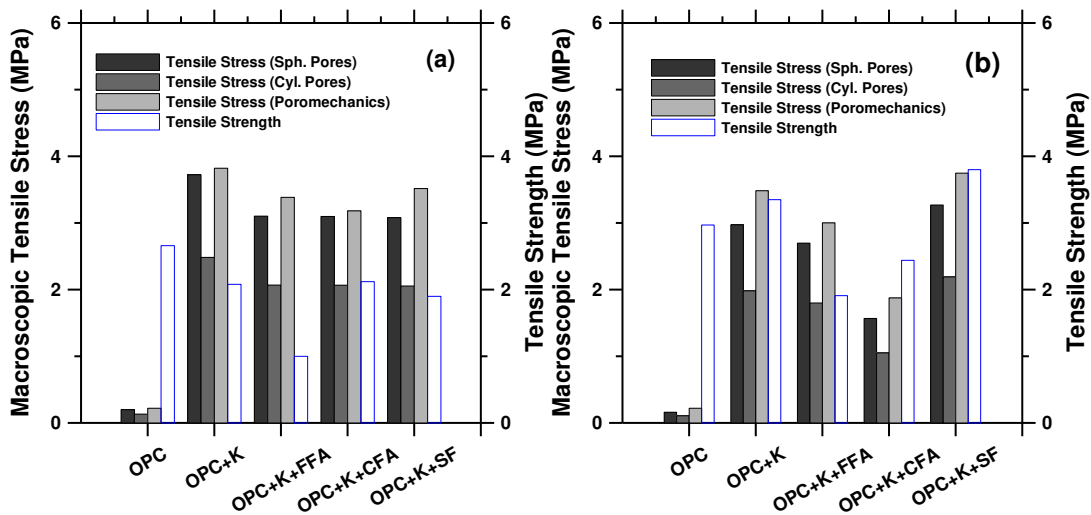 Macroscopic Tensile Stress (MPa)
6
4
2
0
(a)
Tensile Stress (Sph. Pores)
Tensile Stress (Cyl. Pores)
Tensile Stress (Poromechanics)
Tensile Strength
OPC
OPC+K
OPC+K+FFA
OPC+K+CFA
OPC+K+SF
6
4
2
0
Tensile Strength (MPa)
Macroscopic Tensile Stress (MPa)
6
4
2
0
(b)
Tensile Stress (Sph. Pores)
Tensile Stress (Cyl. Pores)
Tensile Stress (Poromechanics)
Tensile Strength
OPC
OPC+K
OPC+K+FFA
OPC+K+CFA
OPC+K+SF
6
4
2
0
Tensile Strength (MPa)